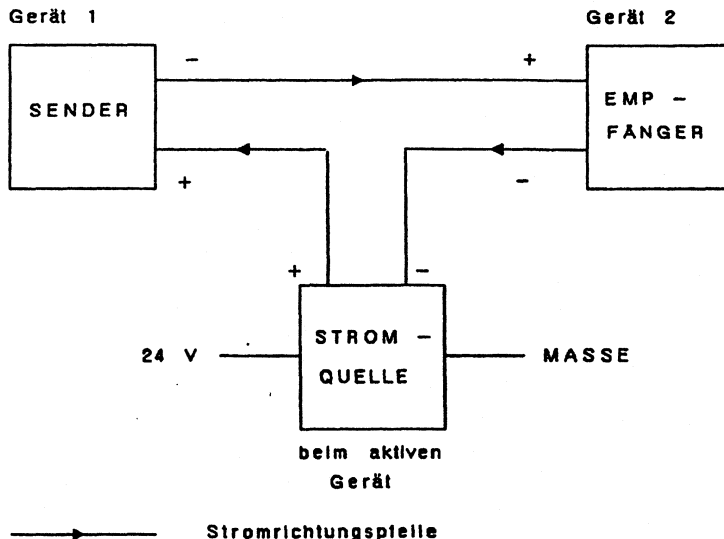 Gerät 1
Gerät 2
-
+
SENDER
EMP -
FÄNGER
+
-
+
-
24 V
STROM -
QUELLE
MASSE
beim aktiven
Gerät
Stromrichtungspfeile